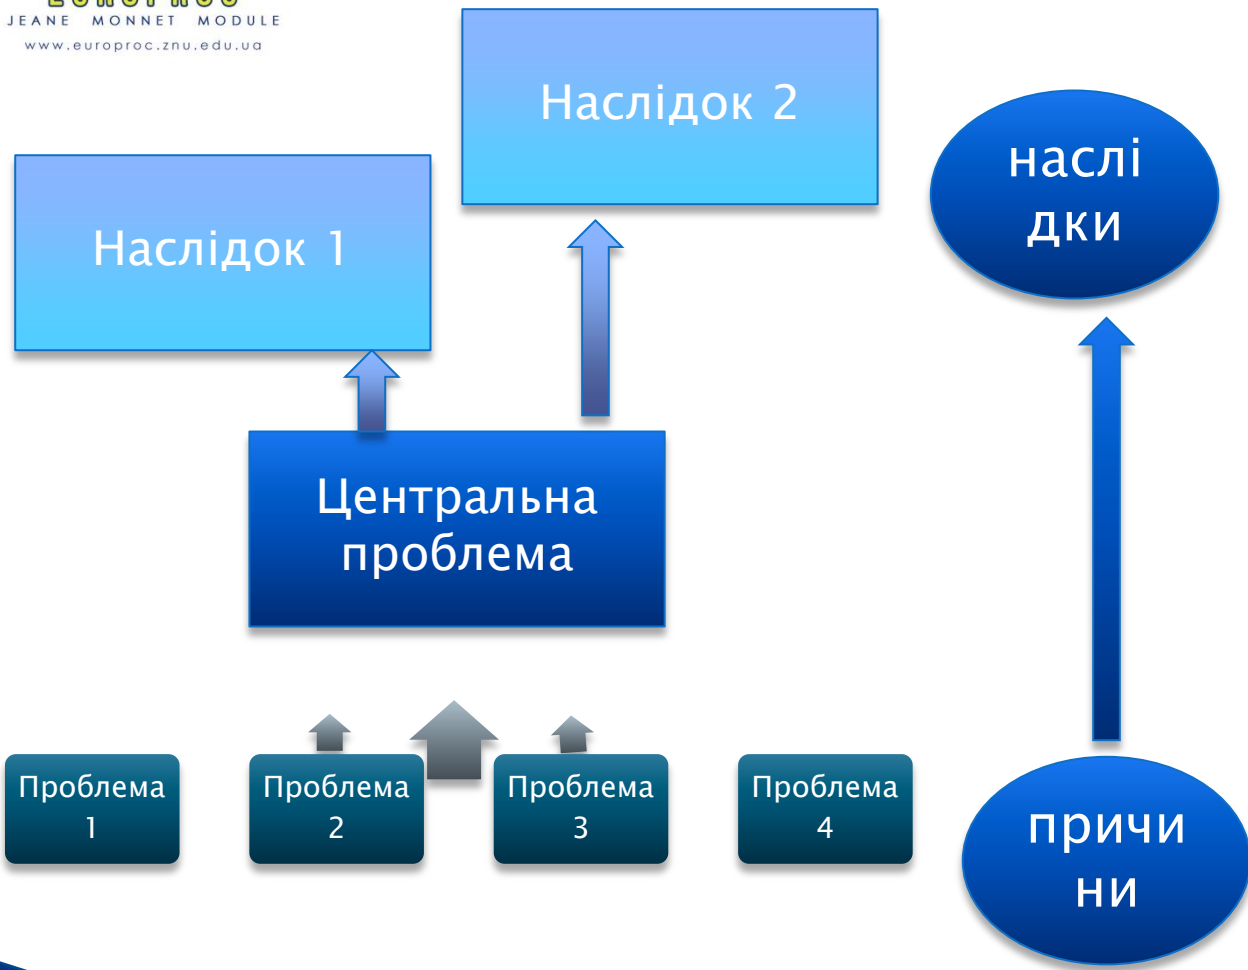 JEANE MONNET MODULE
www.europroc.znu.edu.ua
Наслідок 2
Наслідок 1
наслі
дки
Центральна
проблема
Проблема
1
Проблема
2
Проблема
3
Проблема
4
причи
ни